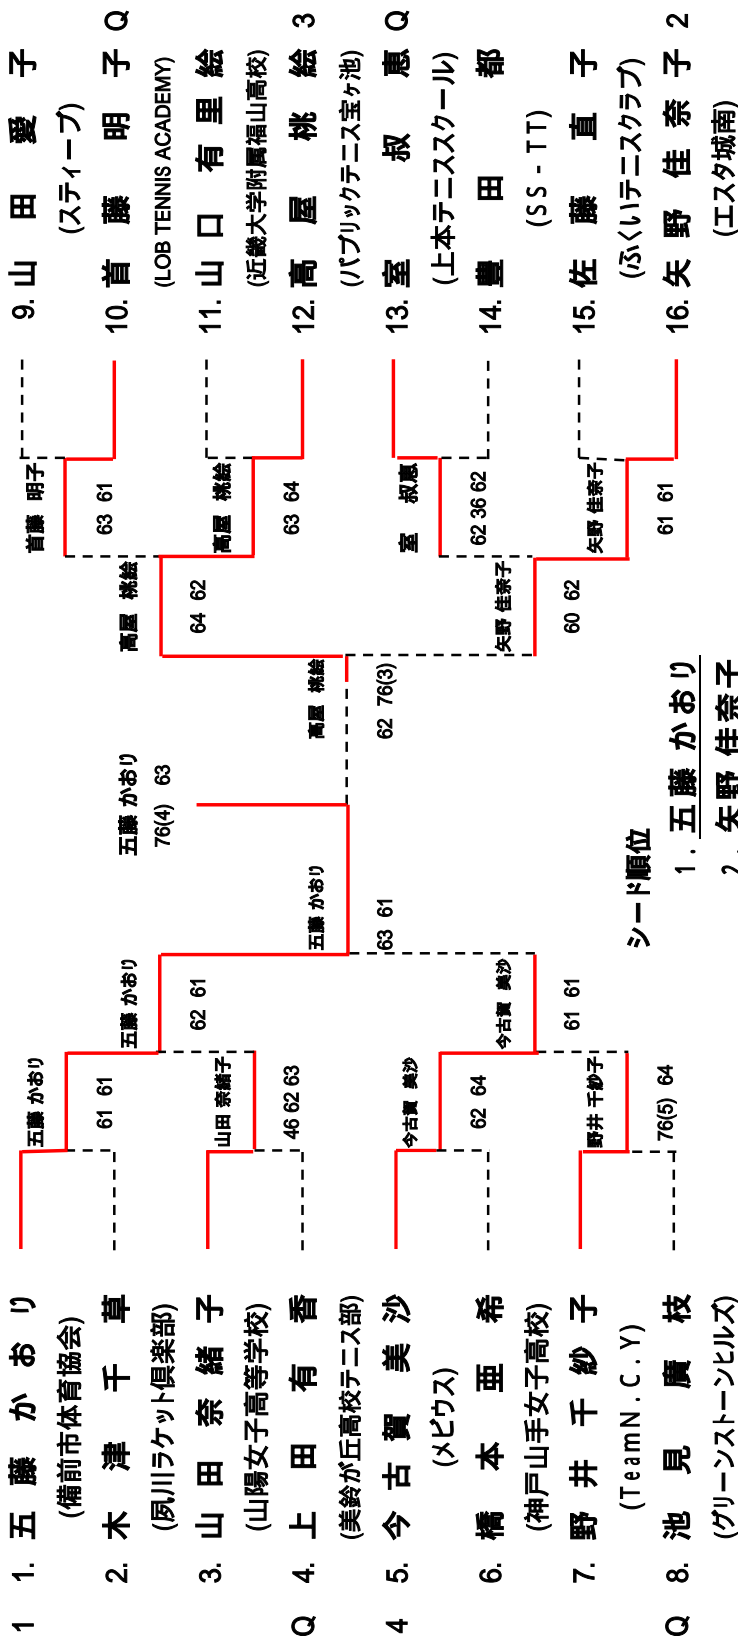 1 1. 五藤 かおり
(備前市体育協会)
2. 木津 千草
(夙川ラケット倶楽部)
3. 山田 奈緒子
(山陽女子高等学校)
Q 4. 上田 有香
(美鈴が丘高校テニス部)
4 5. 今古賀 美沙
(メビウス)
6. 橋本 亜希
(神戸山手女子高校)
7. 野井 千紗子
(TeamN.C.Y)
Q 8. 池見 廣枝
(グリーンストーンヒルズ)
五藤 かおり
61 61
山田 奈緒子
46 62 63
今古賀 美沙
62 64
野井 千紗子
76(5) 64
五藤 かおり
62 61
今古賀 美沙
61 61
五藤 かおり
63 61
五藤 かおり
76(4) 63
高屋 桃絵
62 76(3)
高屋 桃絵
64 62
矢野 佳奈子
60 62
首藤 明子
63 61
高屋 桃絵
63 64
室 叔恵
62 36 62
矢野 佳奈子
61 61
9. 山田 愛子
(スティープ)
10. 首藤 明子 Q
(LOB TENNIS ACADEMY)
11. 山口 有里絵
(近畿大学附属福山高校)
12. 高屋 桃絵 3
(パブリックテニス宝ヶ池)
13. 室 叔恵 Q
(上本テニススクール)
14. 豊田 都
(SS-TT)
15. 佐藤 直子
(ふくいテニスクラブ)
16. 矢野 佳奈子 2
(エスタ城南)
シード順位
1. 五藤 かおり
2. 矢野 佳奈子